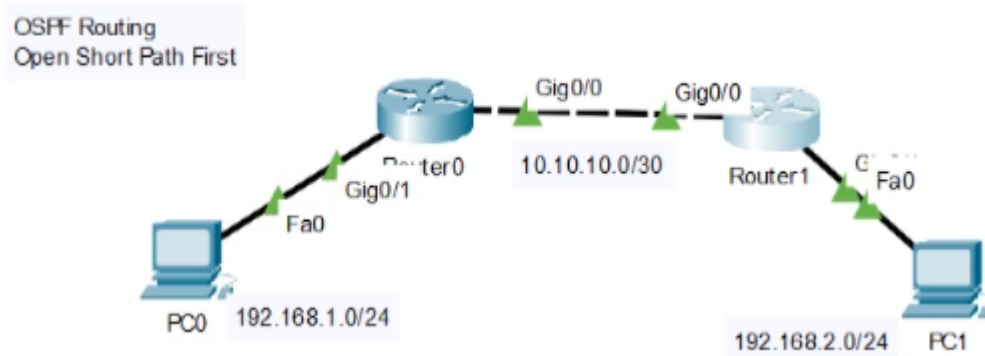 OSPF Routing
Open Short Path First
Gig0/0
Gig0/0
10.10.10.0/30
Router1
Gig0/1
Fa0
Fa0
PC0
192.168.1.0/24
192.168.2.0/24
PC1